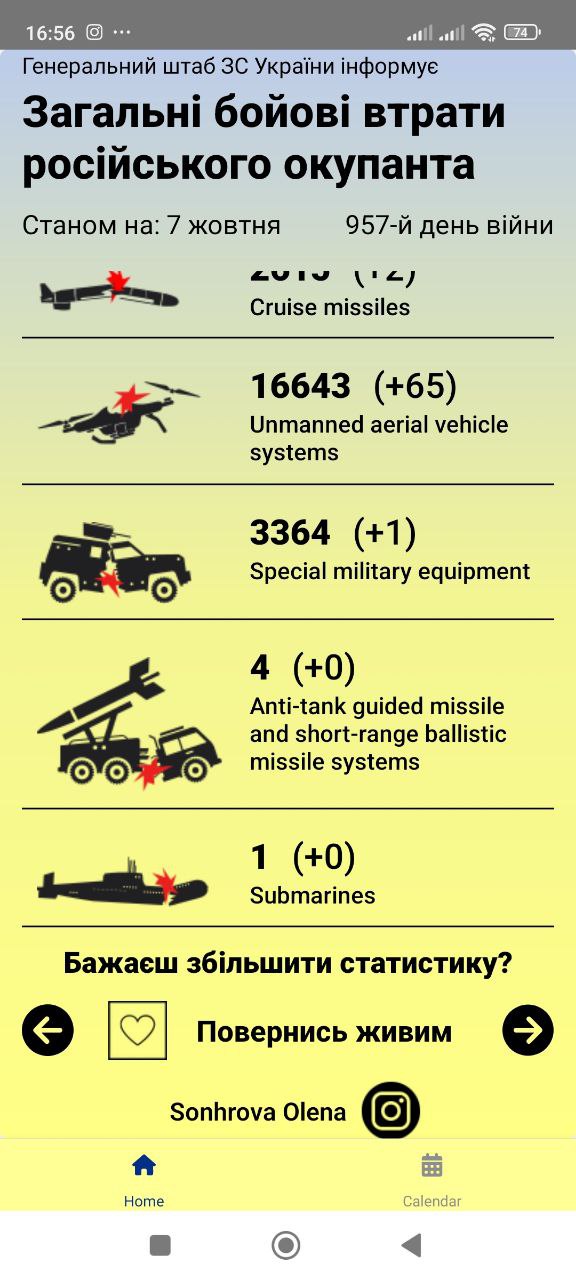 16:56
74
Генеральний штаб ЗС України інформує
Загальні бойові втрати
російського окупанта
Станом на: 7 жовтня
957-й день війни
Cruise missiles
16643 (+65)
Unmanned aerial vehicle
systems
3364 (+1)
Special military equipment
4 (+0)
Anti-tank guided missile
and short-range ballistic
missile systems
1 (+0)
Submarines
Бажаєш збільшити статистику?
Повернись живим
Sonhrova Olena
Home
Calendar